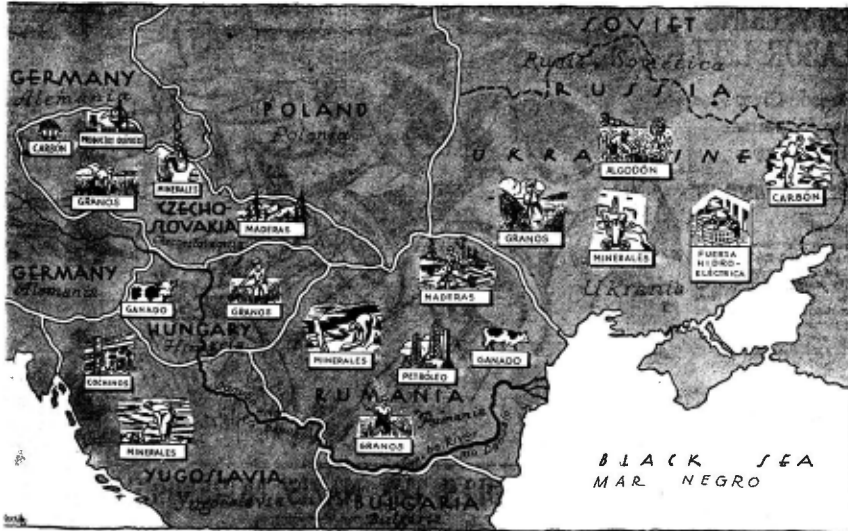 SOVIET
Rusia Soviética
RUSSIA
GERMANY
Alemania
POLAND
Polonia
UKRAINE
CARBÓN
PRODUCTOS QUIMICOS
MINERALES
GRANOS
ALGODÓN
CARBÓN
CZECHO-
SLOVAKIA
MADERAS
GRANOS
MINERALES
FUERSA
HIDRO-
ELÉCTRICA
UKrania
GERMANY
Alemania
GANADO
GRANOS
MADERAS
HUNGARY
Hungría
MINERALES
PETRÓLEO
GANADO
COCHINOS
RUMANIA
Rumania
GRANOS
MINERALES
YUGOSLAVIA
Yugoslavia
BULGARIA
BLACK SEA
MAR NEGRO